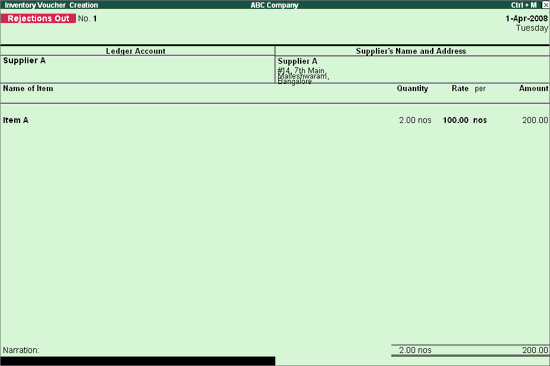 Inventory Voucher Creation ABC Company Ctrl + M
Rejections Out No. 1 1-Apr-2008
Tuesday
Ledger Account Supplier's Name and Address
Supplier A Supplier A
#14, 7th Main,
Malleshwaram,
Bangalore
Name of Item Quantity Rate per Amount
Item A 2.00 nos 100.00 nos 200.00
Narration: 2.00 nos 200.00